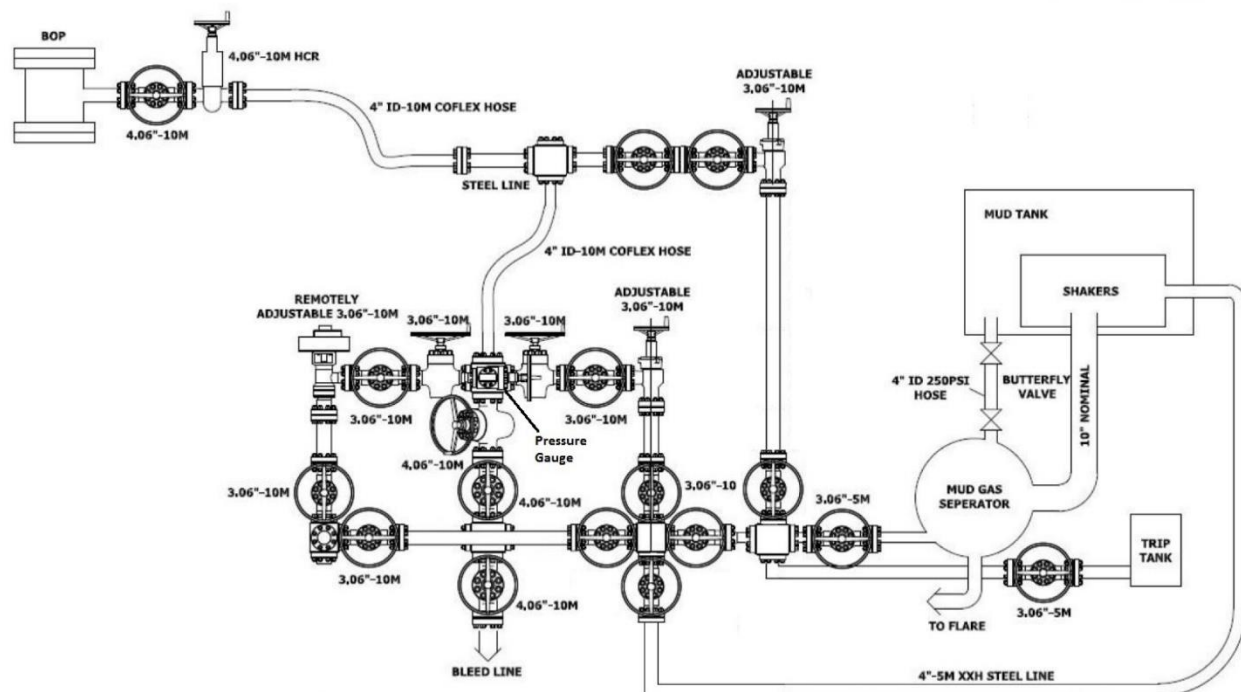 BOP
4.06"-10M HCR
4.06"-10M
4" ID-10M COFLEX HOSE
STEEL LINE
ADJUSTABLE
3.06"-10M
4" ID-10M COFLEX HOSE
MUD TANK
SHAKERS
REMOTELY
ADJUSTABLE 3.06"-10M
3.06"-10M
3.06"-10M
ADJUSTABLE
3.06"-10M
3.06"-10M
3.06"-10M
Pressure
Gauge
4.06"-10M
4" ID 250PSI
HOSE
BUTTERFLY
VALVE
10" NOMINAL
3.06"-10M
4.06"-10M
3.06"-10
3.06"-5M
MUD GAS
SEPERATOR
3.06"-10M
4.06"-10M
TRIP
TANK
3.06"-5M
TO FLARE
BLEED LINE
4"-5M XXH STEEL LINE